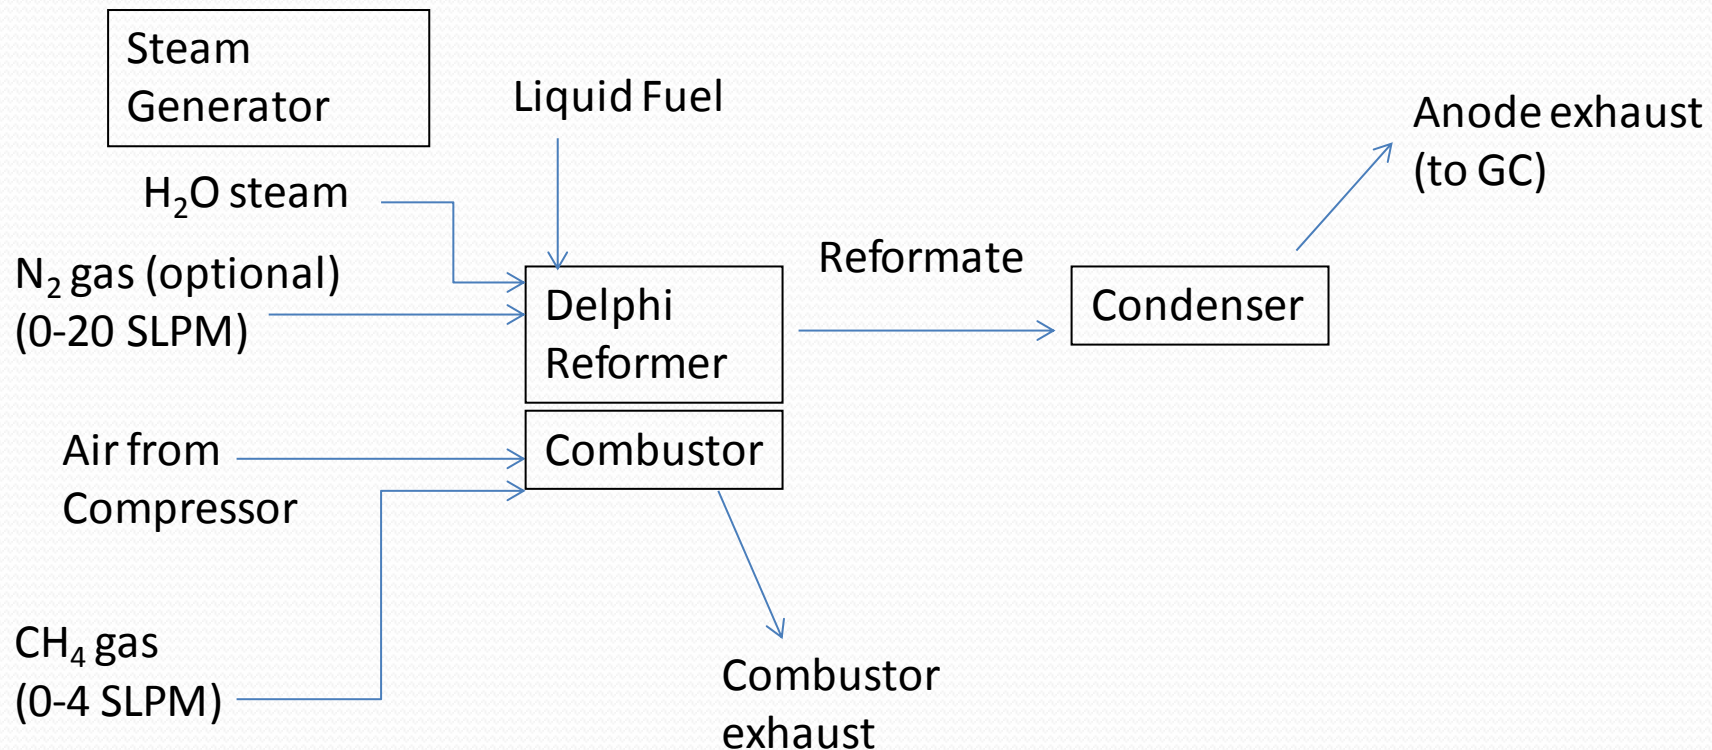 Steam
Generator
Liquid Fuel
Anode exhaust
(to GC)
H₂O steam
N₂ gas (optional)
(0-20 SLPM)
Reformate
Delphi
Reformer
Condenser
Air from
Compressor
Combustor
CH₄ gas
(0-4 SLPM)
Combustor
exhaust